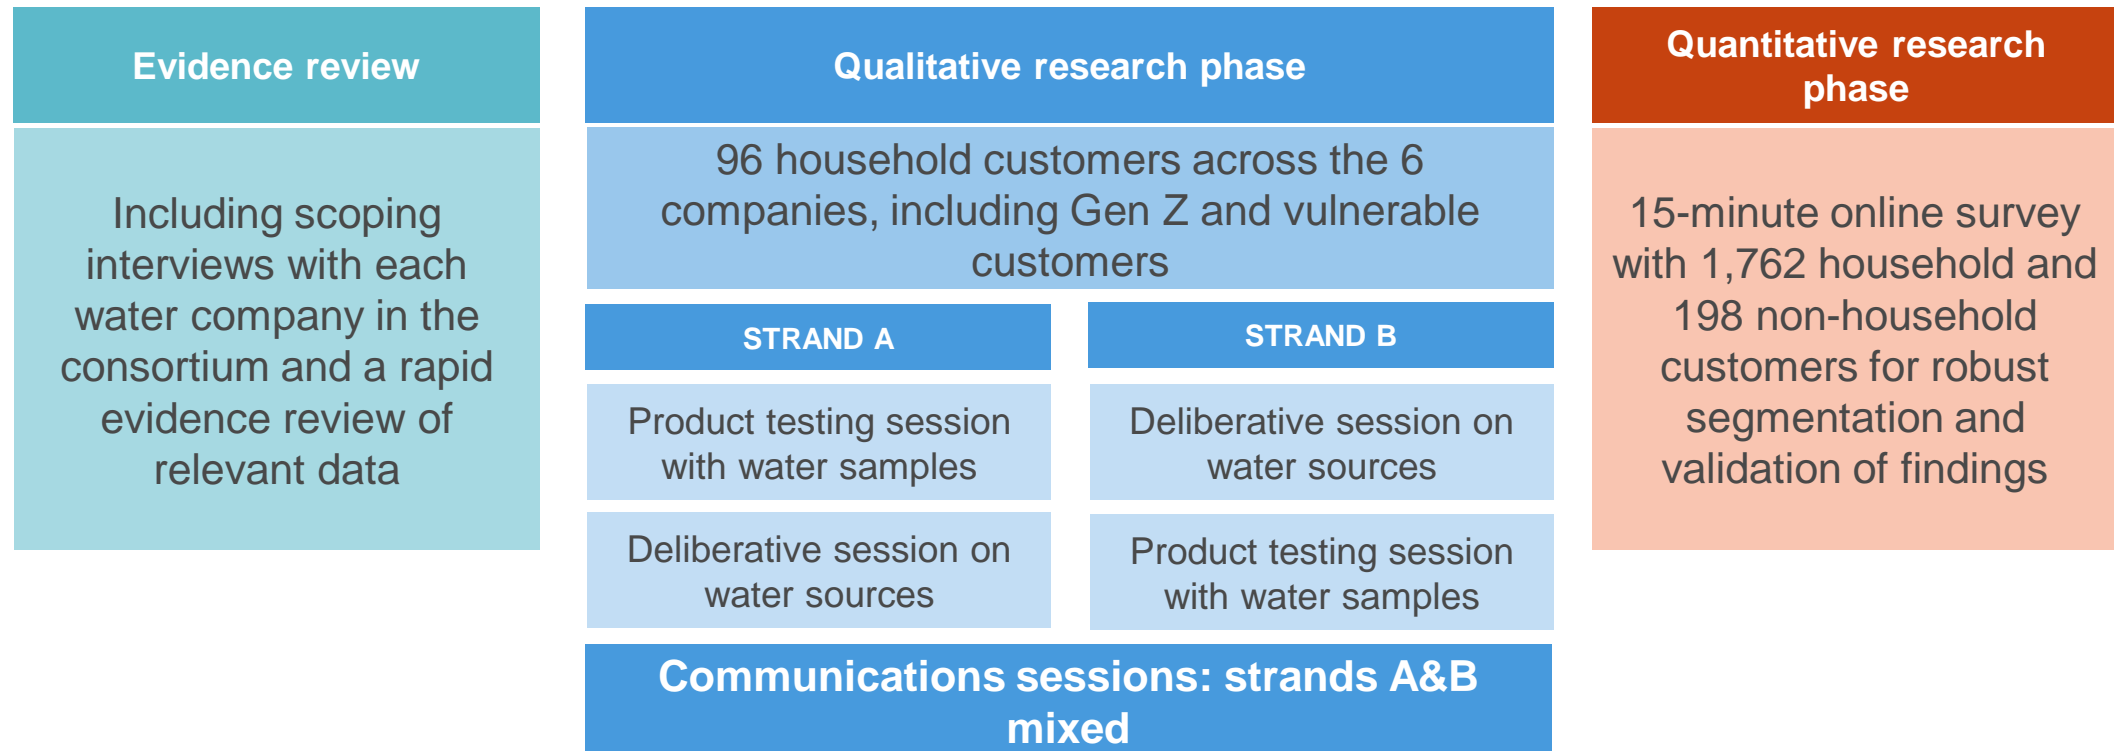 Evidence review
Including scoping
interviews with each
water company in the
consortium and a rapid
evidence review of
relevant data
Qualitative research phase
96 household customers across the 6
companies, including Gen Z and vulnerable
customers
STRAND A
Product testing session
with water samples
Deliberative session on
water sources
STRAND B
Deliberative session on
water sources
Product testing session
with water samples
Communications sessions: strands A&B
mixed
Quantitative research
phase
15-minute online survey
with 1,762 household and
198 non-household
customers for robust
segmentation and
validation of findings